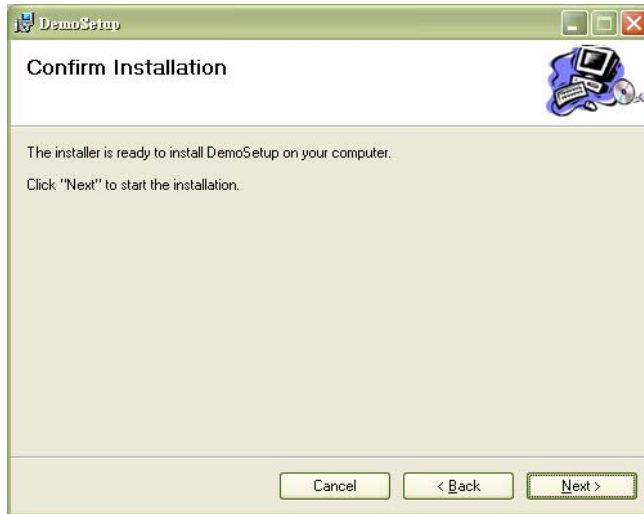 DemoSetup
Confirm Installation
The installer is ready to install DemoSetup on your computer.
Click "Next" to start the installation.
Cancel
< Back
Next >